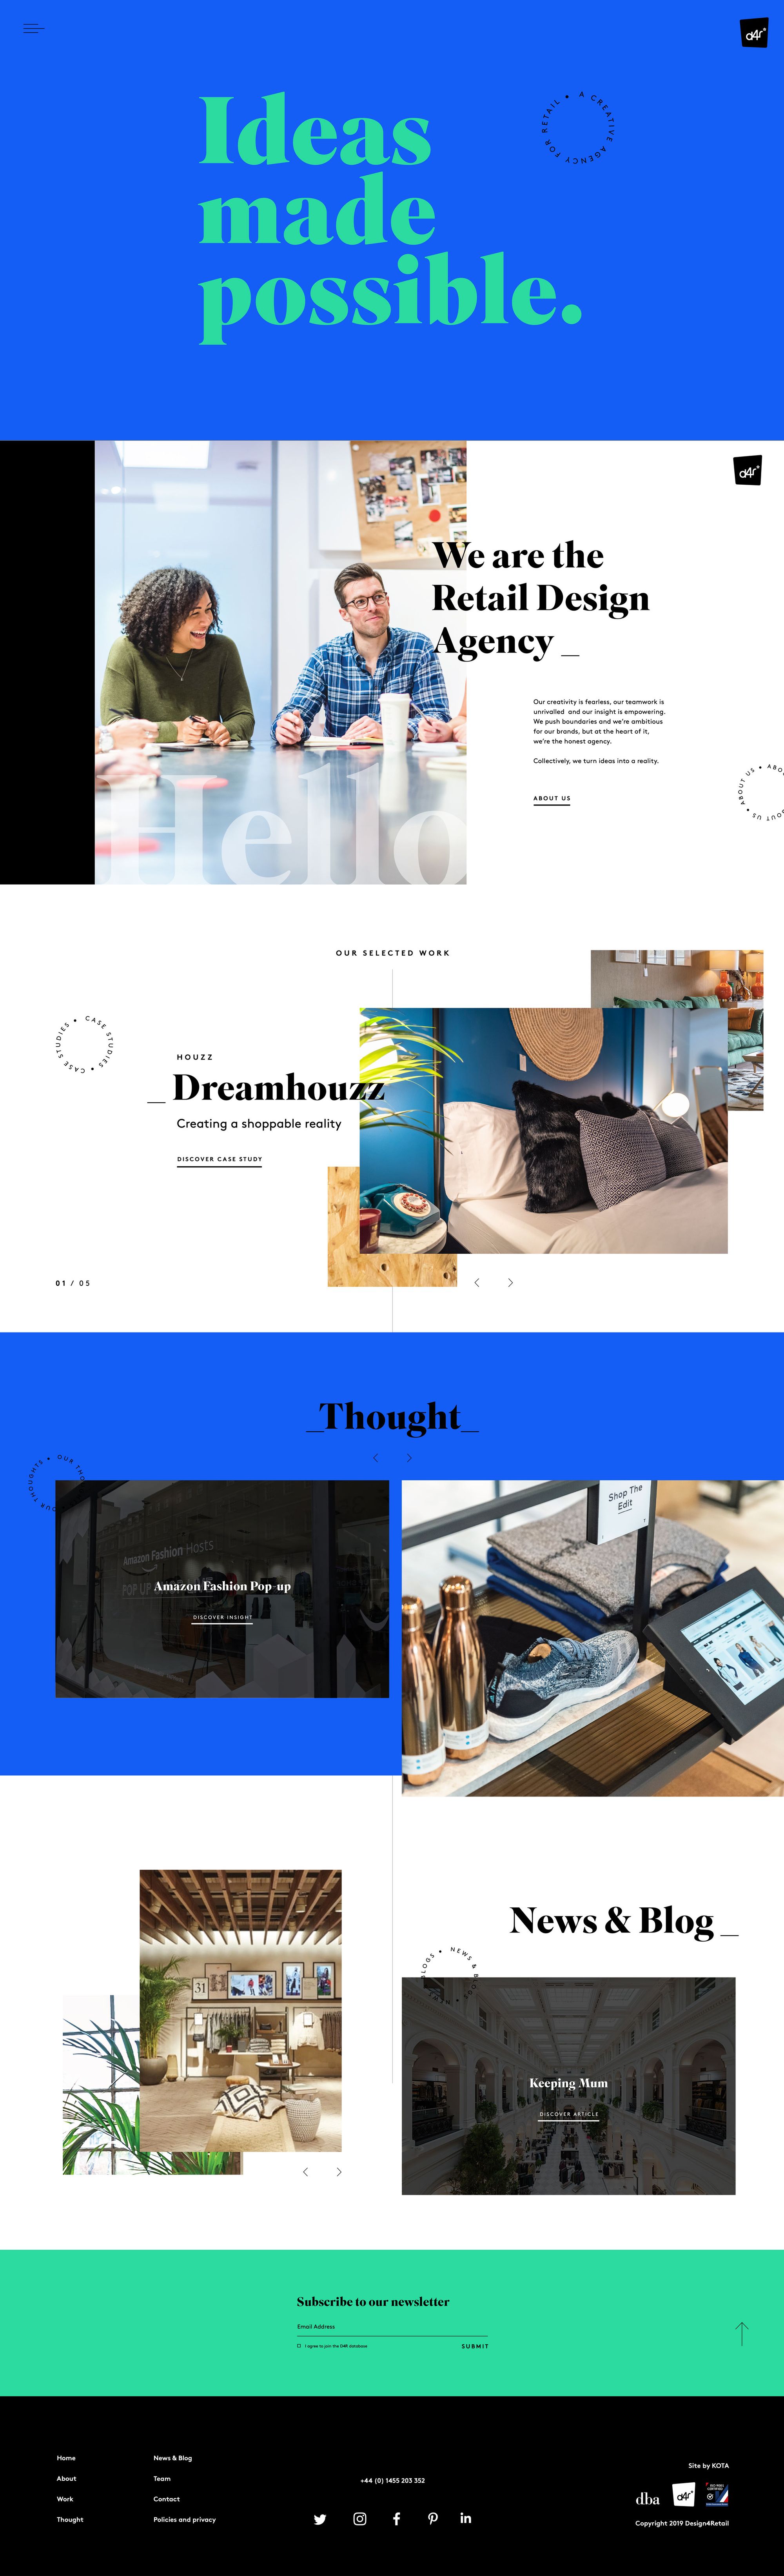 d4r*
Ideas
made
possible.
A CREATIVE AGENCY FOR RETAIL •
d4r*
We are the
Retail Design
Agency _
Our creativity is fearless, our teamwork is
unrivalled and our insight is empowering.
We push boundaries and we're ambitious
for our brands, but at the heart of it,
we're the honest agency.
Collectively, we turn ideas into a reality.
ABOUT US
ABOUT US • ABOUT US •
Hello
OUR SELECTED WORK
CASE STUDIES • CASE STUDIES •
HOUZZ
_ Dreamhouzz
Creating a shoppable reality
DISCOVER CASE STUDY
01 / 05
_Thought_
OUR THOUGHTS •
Shop The
Edit
Amazon Fashion Hosts
POP UP
Amazon Fashion Pop-up
DISCOVER INSIGHT
31
News & Blog _
NEWS & BLOGS •
Keeping Mum
DISCOVER ARTICLE
Subscribe to our newsletter
Email Address
I agree to join the D4R database
SUBMIT
Home
About
Work
Thought
News & Blog
Team
Contact
Policies and privacy
+44 (0) 1455 203 352
Site by KOTA
dba
d4r*
Copyright 2019 Design4Retail